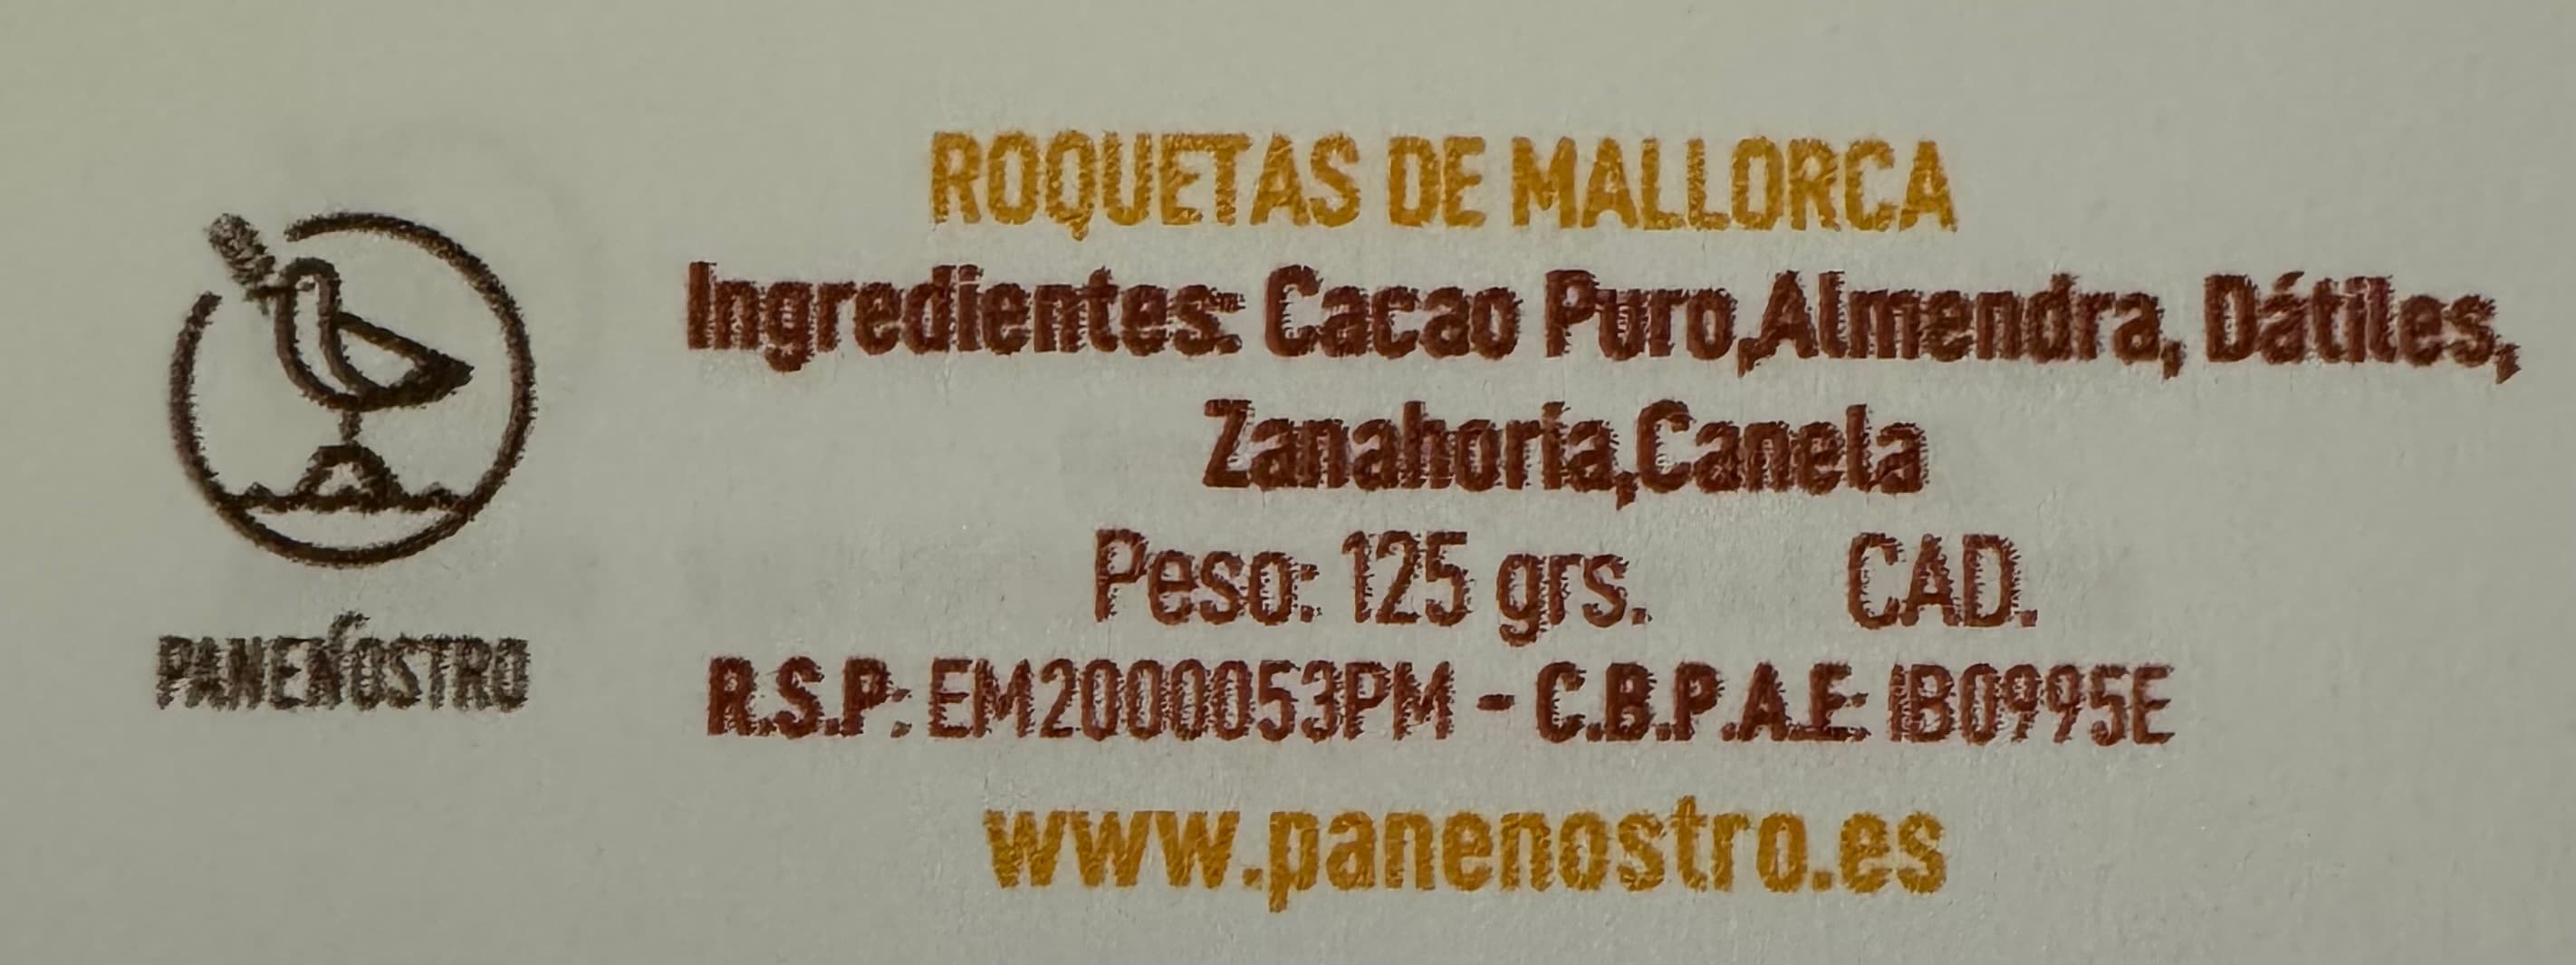 ROQUETAS DE MALLORCA
Ingredientes: Cacao Puro,Almendra, Dátiles,
Zanahoria,Canela
Peso: 125 grs. CAD.
R.S.P: EM2000053PM - C.B.P.A.E: IB0995E
www.panenostro.es
PANEŃOSTRO